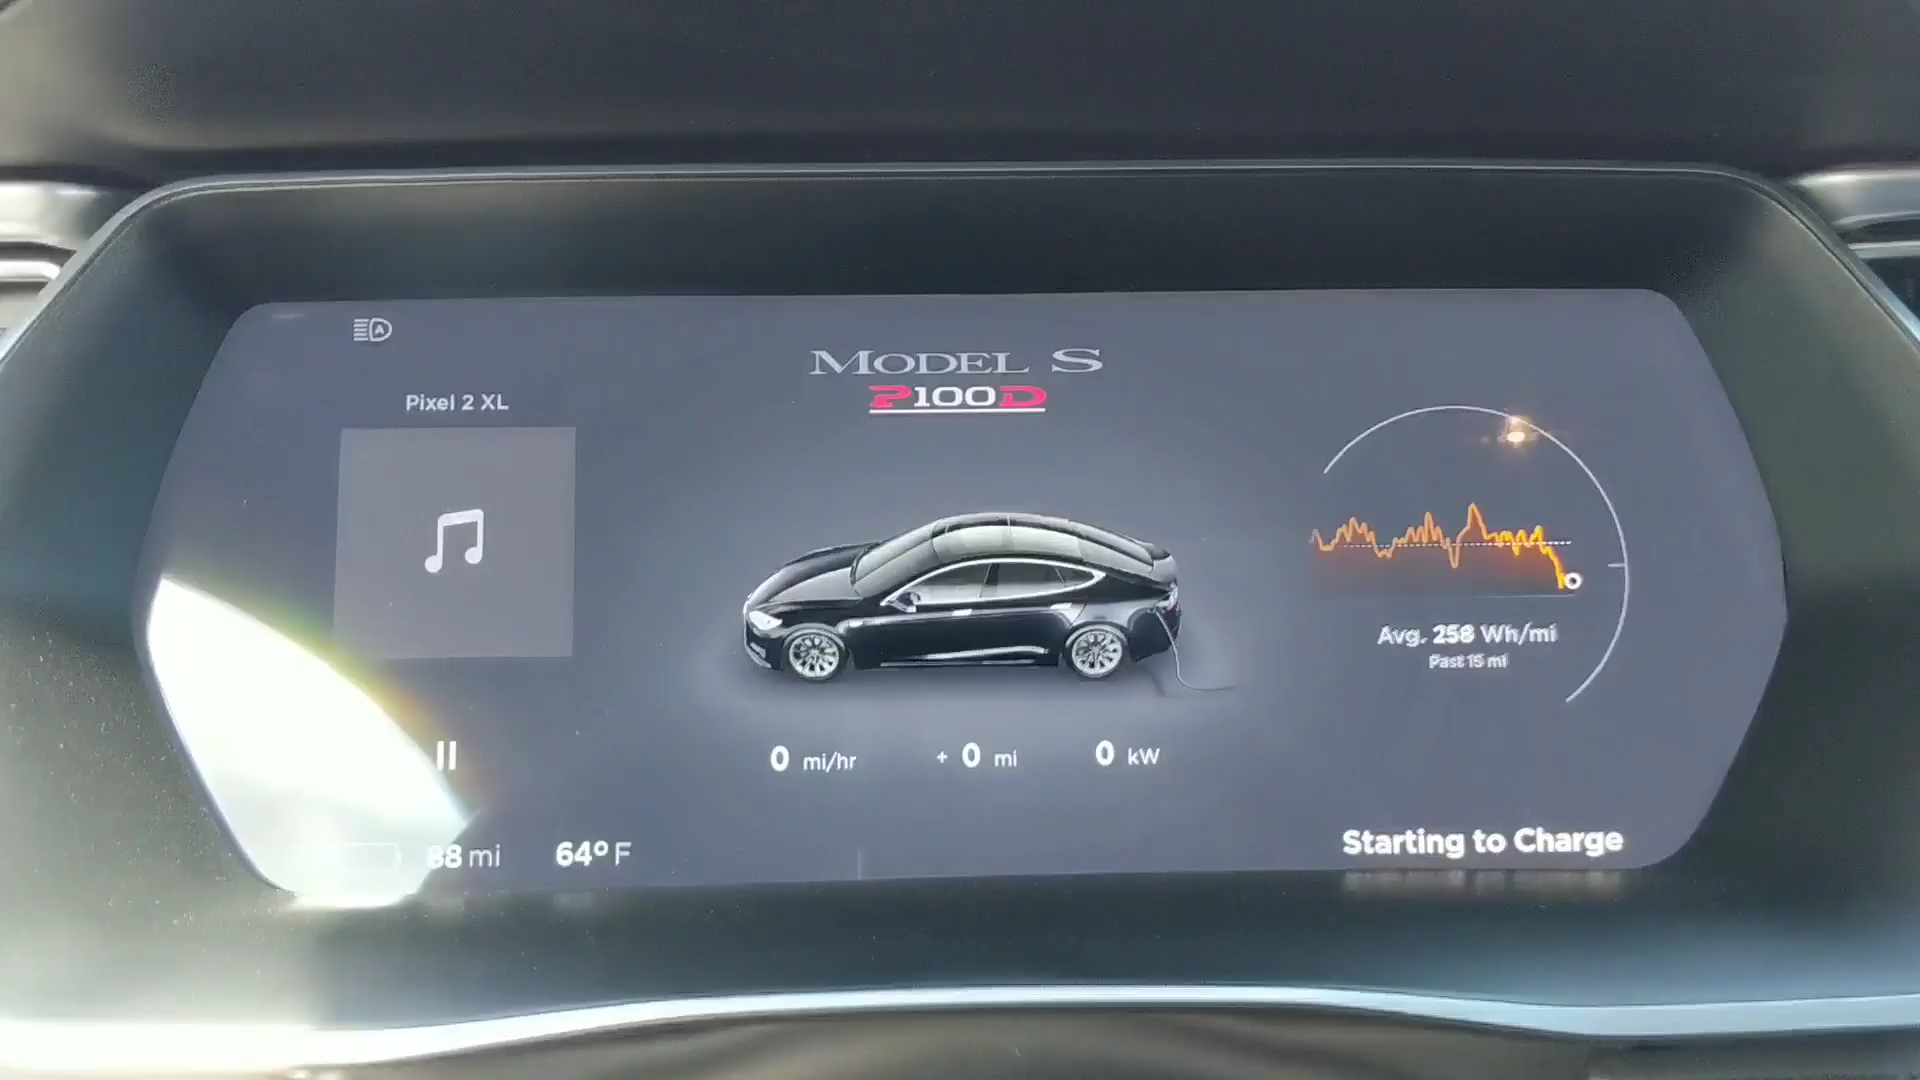 Pixel 2 XL
MODEL S
P100D
Avg. 258 Wh/mi
Past 15 mi
0 mi/hr
+ 0 mi
0 kW
88 mi
64° F
Starting to Charge